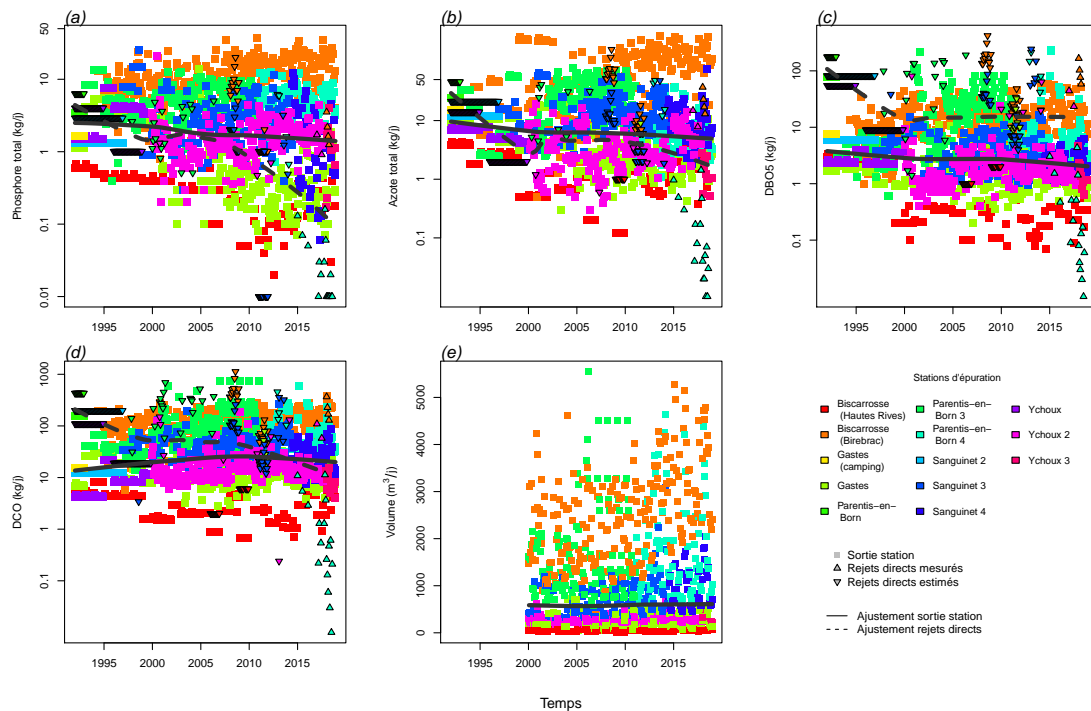 (a)
Phosphore total (kg/j)
50
10
5
1
0.5
0.1
0.01
1995 2000 2005 2010 2015
(b)
Azote total (kg/j)
50
10
5
1
0.5
0.1
1995 2000 2005 2010 2015
(c)
DBO5 (kg/j)
100
10
1
0.1
1995 2000 2005 2010 2015
(d)
DCO (kg/j)
1000
100
10
1
0.1
1995 2000 2005 2010 2015
(e)
Volume (m³/j)
5000
4000
3000
2000
1000
0
1995 2000 2005 2010 2015
Temps
Stations d'épuration
Biscarrosse
(Hautes Rives)
Biscarrosse
(Birebrac)
Gastes
(camping)
Gastes
Parentis−en−
Born
Parentis−en−
Born 3
Parentis−en−
Born 4
Sanguinet 2
Sanguinet 3
Sanguinet 4
Ychoux
Ychoux 2
Ychoux 3
Sortie station
Rejets directs mesurés
Rejets directs estimés
Ajustement sortie station
Ajustement rejets directs